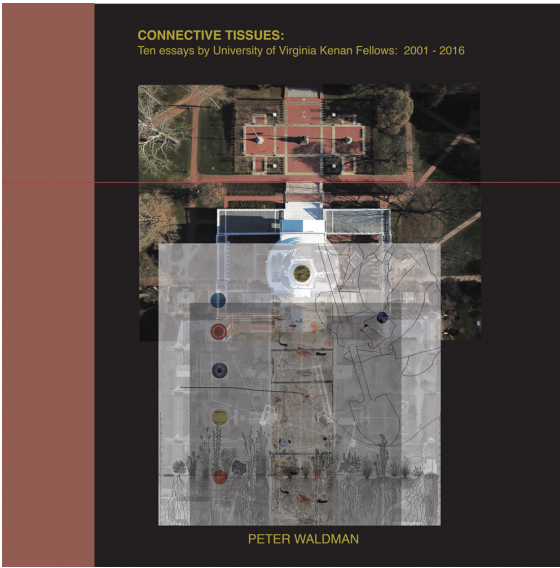 CONNECTIVE TISSUES:
Ten essays by University of Virginia Kenan Fellows: 2001 - 2016
PETER WALDMAN